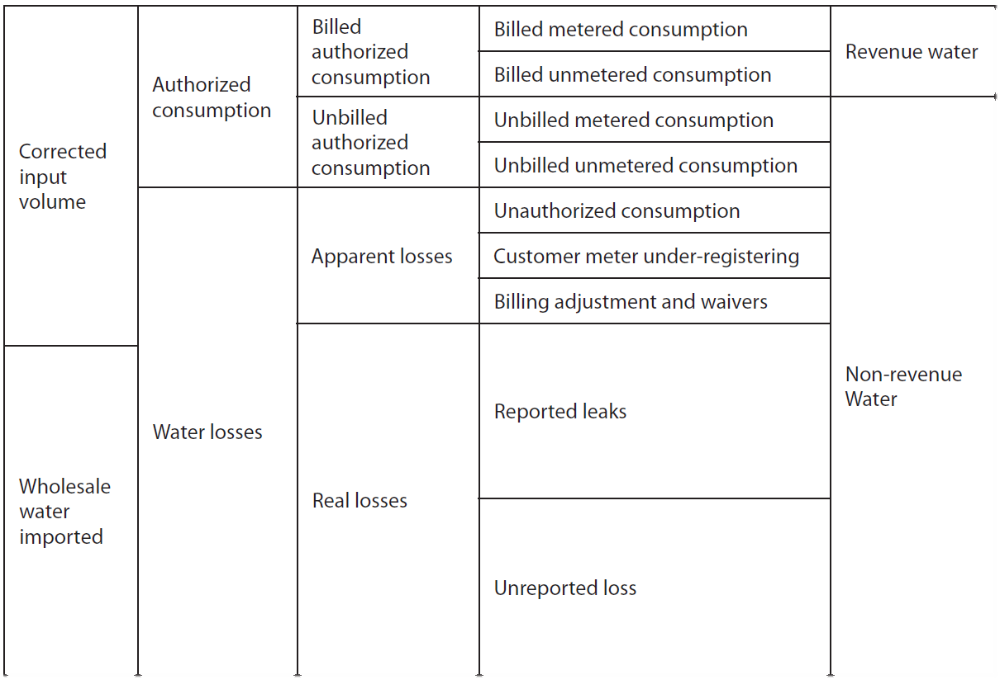 Corrected
input
volume
Wholesale
water
imported
Authorized
consumption
Water losses
Billed
authorized
consumption
Unbilled
authorized
consumption
Apparent losses
Real losses
Billed metered consumption
Billed unmetered consumption
Unbilled metered consumption
Unbilled unmetered consumption
Unauthorized consumption
Customer meter under-registering
Billing adjustment and waivers
Reported leaks
Unreported loss
Revenue water
Non-revenue
Water